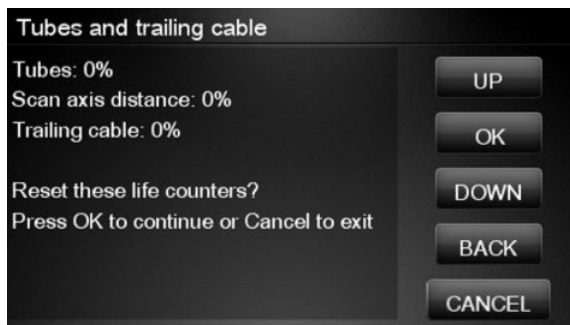 Tubes and trailing cable
Tubes: 0%
Scan axis distance: 0%
Trailing cable: 0%
Reset these life counters?
Press OK to continue or Cancel to exit
UP
OK
DOWN
BACK
CANCEL